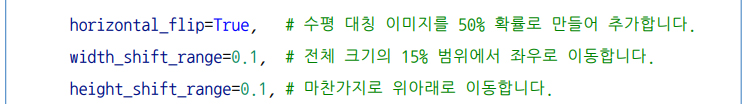 horizontal_flip=True,   # 수평 대칭 이미지를 50% 확률로 만들어 추가합니다.
width_shift_range=0.1,  # 전체 크기의 15% 범위에서 좌우로 이동합니다.
height_shift_range=0.1, # 마찬가지로 위아래로 이동합니다.